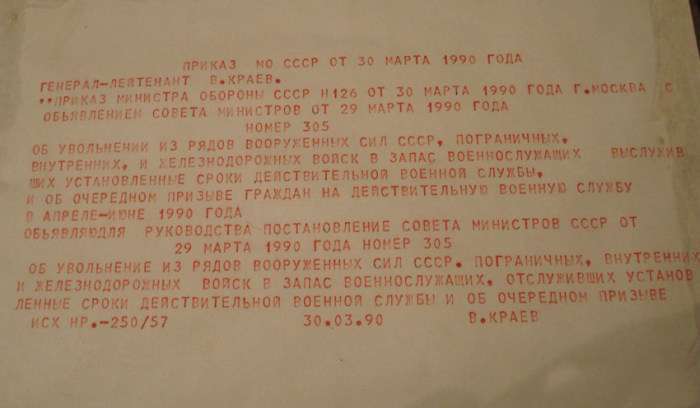 ПРИКАЗ МО СССР ОТ 30 МАРТА 1990 ГОДА
ГЕНЕРАЛ-ЛЕЙТЕНАНТ В.КРАЕВ.
"ПРИКАЗ МИНИСТРА ОБОРОНЫ СССР Н126 ОТ 30 МАРТА 1990 ГОДА Г.МОСКВА С
ОБЬЯВЛЕНИЕМ СОВЕТА МИНИСТРОВ ОТ 29 МАРТА 1990 ГОДА
НОМЕР 305
ОБ УВОЛЬНЕНИИ ИЗ РЯДОВ ВООРУЖЕННЫХ СИЛ СССР, ПОГРАНИЧНЫХ,
ВНУТРЕННИХ, И ЖЕЛЕЗНОДОРОЖНЫХ ВОЙСК В ЗАПАС ВОЕННОСЛУЖАЩИХ ВЫСЛУЖИВ
ШИХ УСТАНОВЛЕННЫЕ СРОКИ ДЕЙСТВИТЕЛЬНОЙ ВОЕННОЙ СЛУЖБЫ,
И ОБ ОЧЕРЕДНОМ ПРИЗЫВЕ ГРАЖДАН НА ДЕЙСТВИТЕЛЬНУЮ ВОЕННУЮ СЛУЖБУ
В АПРЕЛЕ-ИЮНЕ 1990 ГОДА
ОБЬЯВЛЯЮДЛЯ РУКОВОДСТВА ПОСТАНОВЛЕНИЕ СОВЕТА МИНИСТРОВ СССР ОТ
29 МАРТА 1990 ГОДА НОМЕР 305
ОБ УВОЛЬНЕНИИ ИЗ РЯДОВ ВООРУЖЕННЫХ СИЛ СССР. ПОГРАНИЧНЫХ, ВНУТРЕННИХ
И ЖЕЛЕЗНОДОРОЖНЫХ ВОЙСК В ЗАПАС ВОЕННОСЛУЖАЩИХ, ОТСЛУЖИВШИХ УСТАНОВ
ЛЕННЫЕ СРОКИ ДЕЙСТВИТЕЛЬНОЙ ВОЕННОЙ СЛУЖБЫ И ОБ ОЧЕРЕДНОМ ПРИЗЫВЕ
ИСХ НР.-250/57 30.03.90 В.КРАЕВ